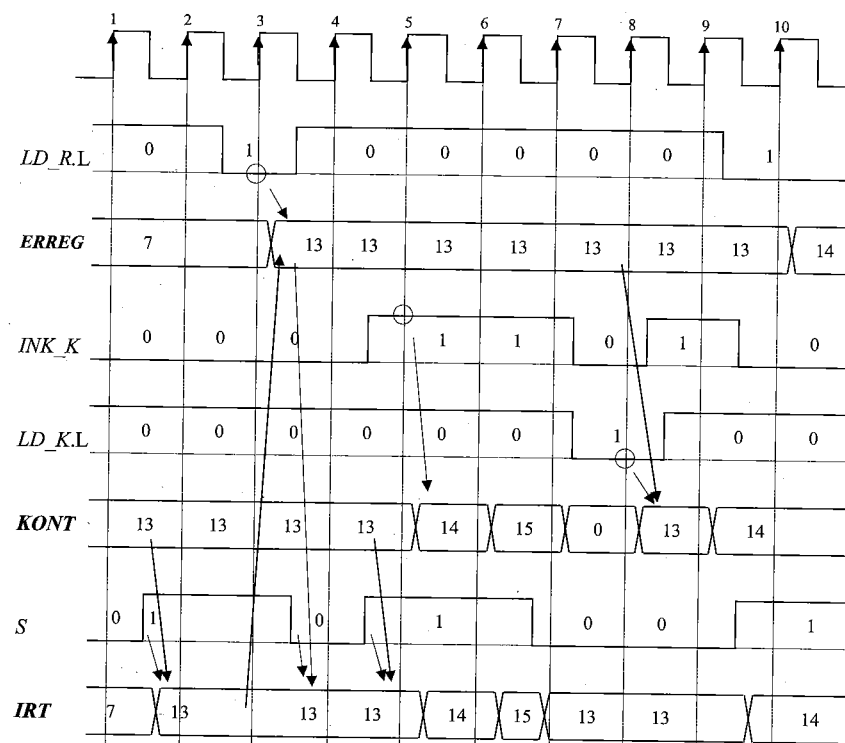 1 2 3 4 5 6 7 8 9 10
LD_R.L 0 1 0 0 0 0 0 1
ERREG 7 13 13 13 13 13 13 13 14
INK_K 0 0 0 1 1 0 1 0
LD_K.L 0 0 0 0 0 0 1 0 0
KONT 13 13 13 13 14 15 0 13 14
S 0 1 0 1 0 0 1
IRT 7 13 13 13 14 15 13 13 14